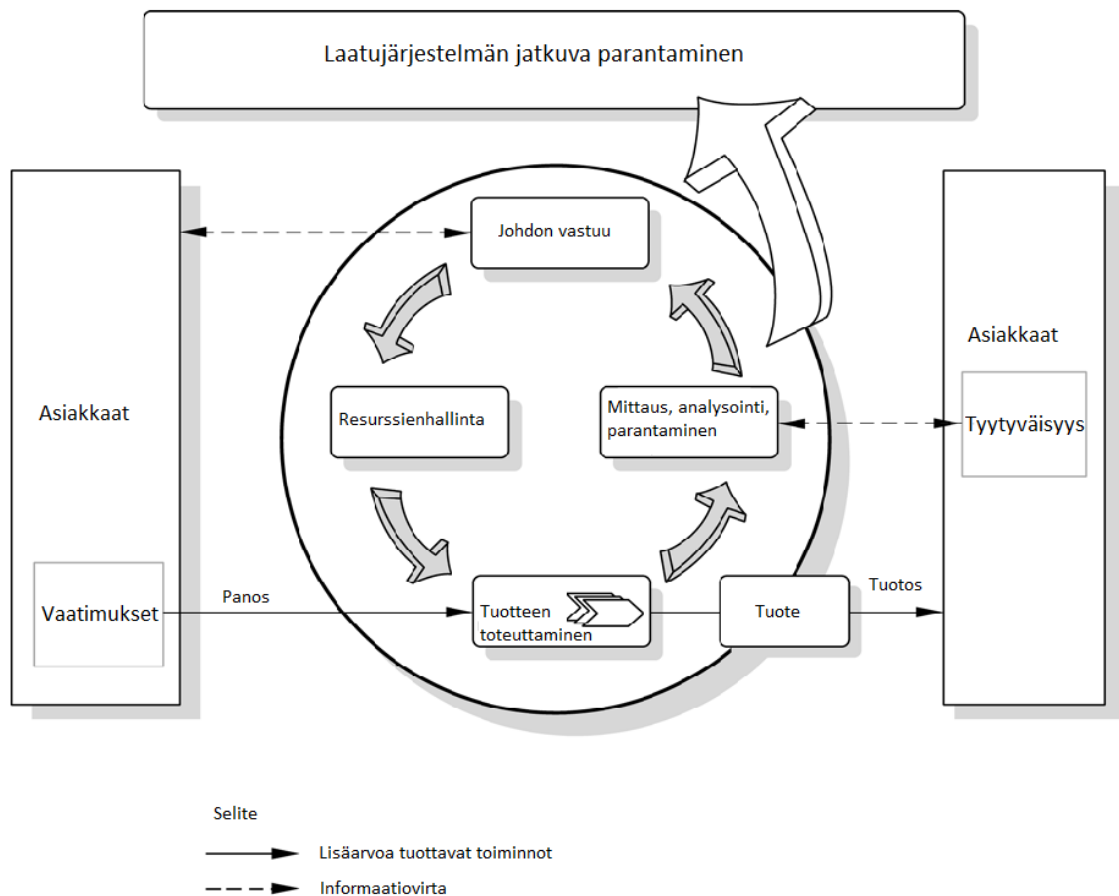 Laatujärjestelmän jatkuva parantaminen
Johdon vastuu
Asiakkaat
Asiakkaat
Resurssienhallinta
Mittaus, analysointi,
parantaminen
Tyytyväisyys
Vaatimukset
Panos
Tuotteen
toteuttaminen
Tuote
Tuotos
Selite
Lisäarvoa tuottavat toiminnot
Informaatiovirta